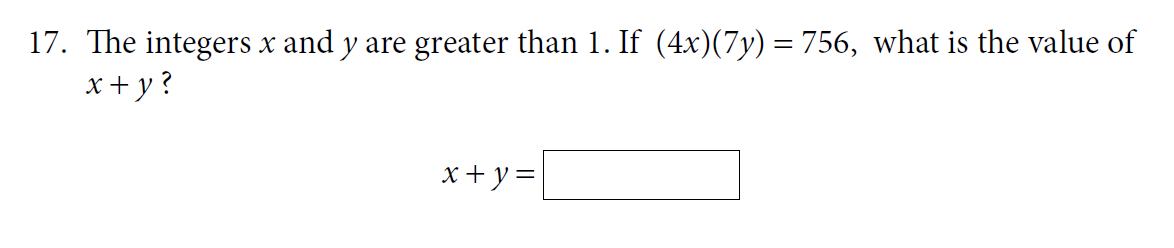 17. The integers x and y are greater than 1. If (4x)(7y) = 756, what is the value of
x + y ?
x + y =